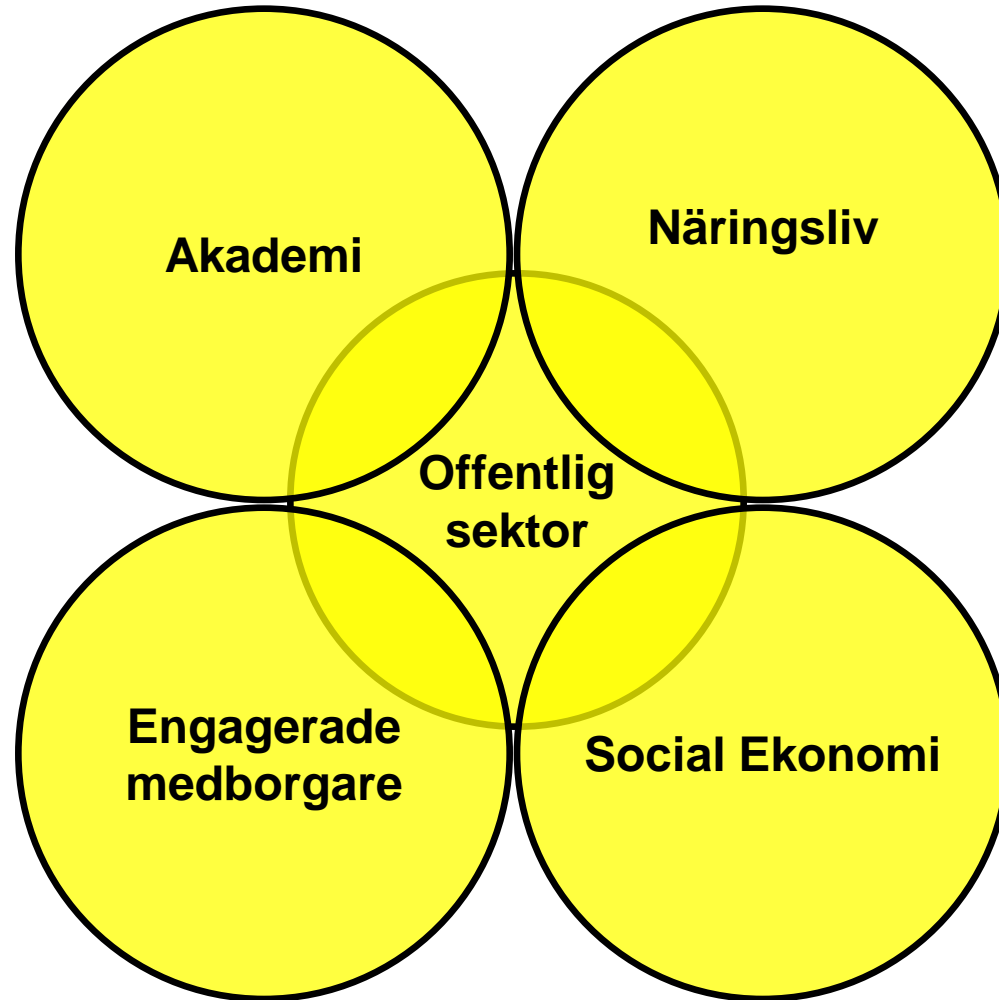 Akademi
Näringsliv
Offentlig
sektor
Engagerade
medborgare
Social Ekonomi